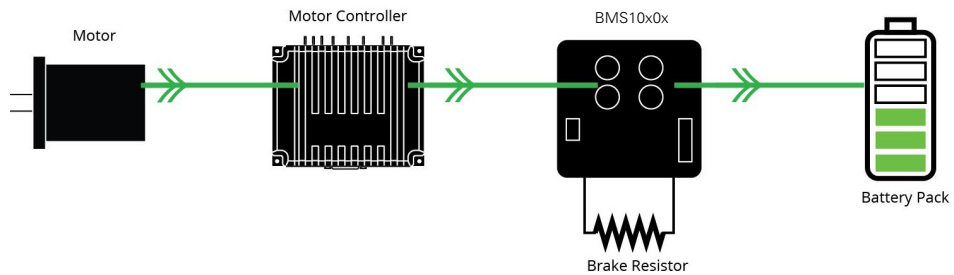 Motor
Motor Controller
BMS10x0x
Battery Pack
Brake Resistor